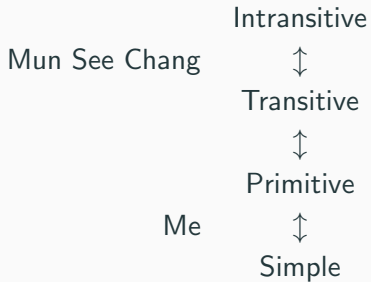 Intransitive
Mun See Chang ↕
Transitive
↕
Primitive
Me ↕
Simple